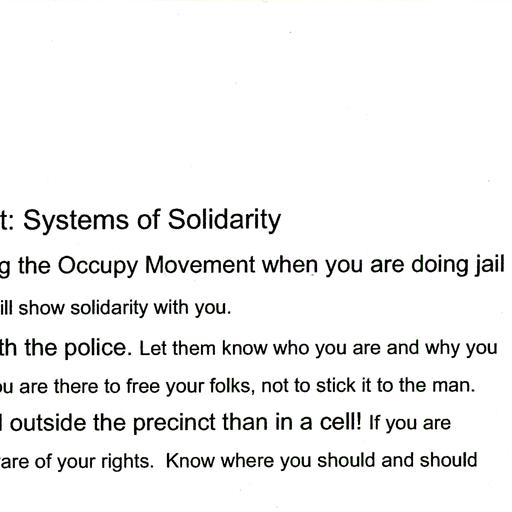 t: Systems of Solidarity
g the Occupy Movement when you are doing jail
ill show solidarity with you.
th the police. Let them know who you are and why you
ou are there to free your folks, not to stick it to the man.
l outside the precinct than in a cell! If you are
are of your rights.  Know where you should and should